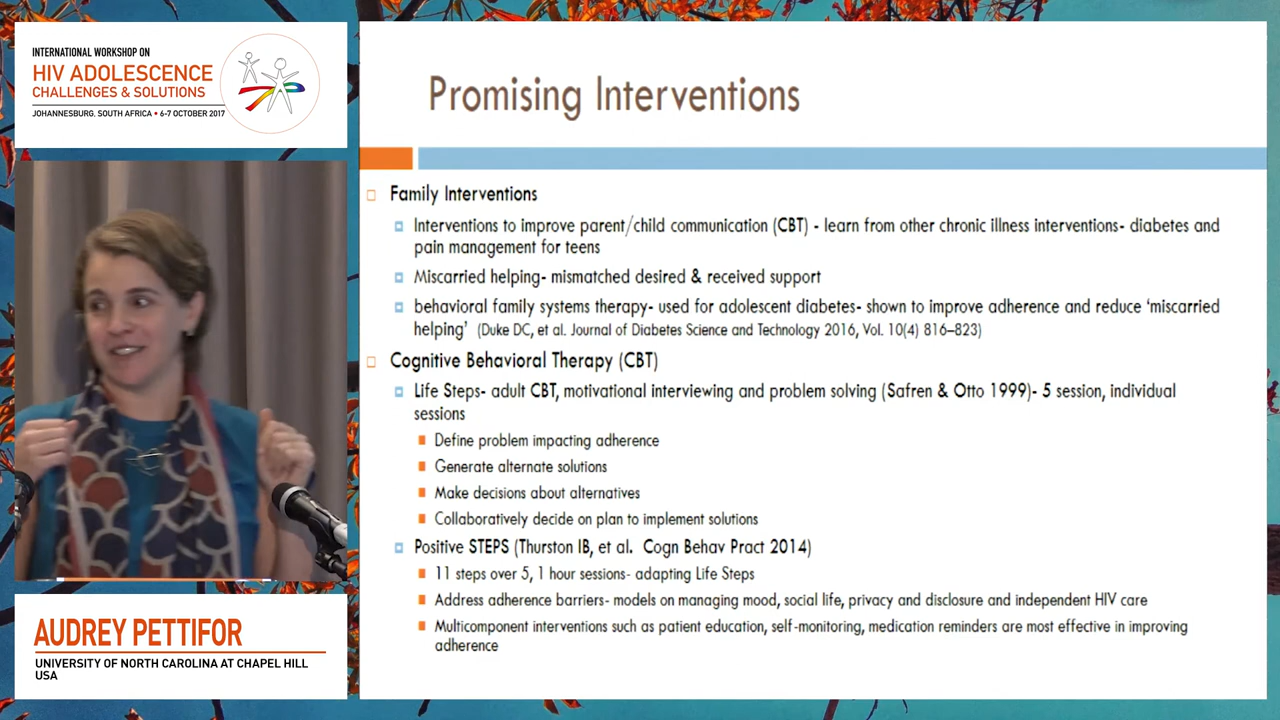 INTERNATIONAL WORKSHOP ON
HIV ADOLESCENCE
CHALLENGES & SOLUTIONS
JOHANNESBURG, SOUTH AFRICA • 6-7 OCTOBER 2017
Promising Interventions
Family Interventions
Interventions to improve parent/child communication (CBT) - learn from other chronic illness interventions- diabetes and
pain management for teens
Miscarried helping- mismatched desired & received support
behavioral family systems therapy- used for adolescent diabetes- shown to improve adherence and reduce ‘miscarried
helping’ (Duke DC, et al. Journal of Diabetes Science and Technology 2016, Vol. 10(4) 816–823)
Cognitive Behavioral Therapy (CBT)
Life Steps- adult CBT, motivational interviewing and problem solving (Safren & Otto 1999)- 5 session, individual
sessions
Define problem impacting adherence
Generate alternate solutions
Make decisions about alternatives
Collaboratively decide on plan to implement solutions
Positive STEPS (Thurston IB, et al. Cogn Behav Pract 2014)
11 steps over 5, 1 hour sessions- adapting Life Steps
Address adherence barriers- models on managing mood, social life, privacy and disclosure and independent HIV care
Multicomponent interventions such as patient education, self-monitoring, medication reminders are most effective in improving
adherence
AUDREY PETTIFOR
UNIVERSITY OF NORTH CAROLINA AT CHAPEL HILL
USA